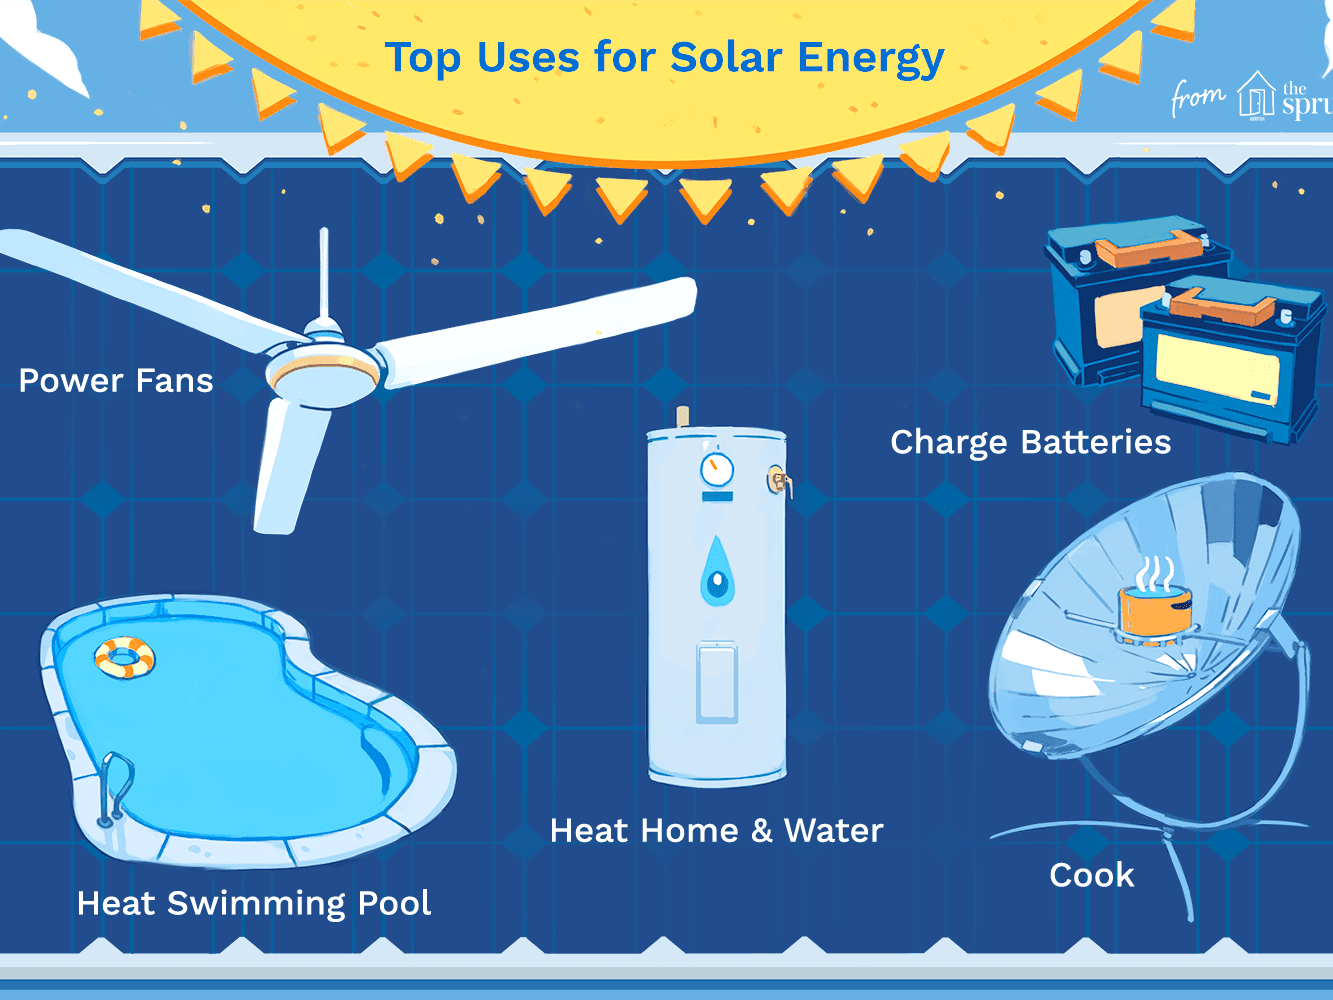 Top Uses for Solar Energy
from the
Power Fans
Charge Batteries
Heat Home & Water
Cook
Heat Swimming Pool